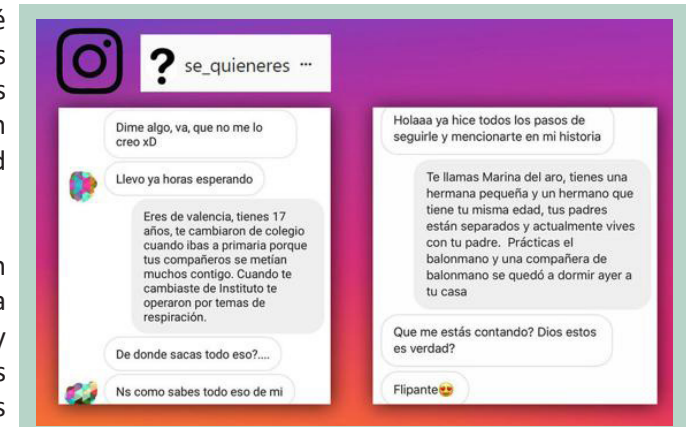 é
s
s
n
d
n
a
y
s
s
? se_quieneres ...
Dime algo, va, que no me lo
creo xD
Llevo ya horas esperando
Eres de valencia, tienes 17
años, te cambiaron de colegio
cuando ibas a primaria porque
tus compañeros se metían
muchos contigo. Cuando te
cambiaste de Instituto te
operaron por temas de
respiración.
De donde sacas todo eso?....
Ns como sabes todo eso de mi
Holaaa ya hice todos los pasos de
seguirle y mencionarte en mi historia
Te llamas Marina del aro, tienes una
hermana pequeña y un hermano que
tiene tu misma edad, tus padres
están separados y actualmente vives
con tu padre. Prácticas el
balonmano y una compañera de
balonmano se quedó a dormir ayer a
tu casa
Que me estás contando? Dios estos
es verdad?
Flipante😍